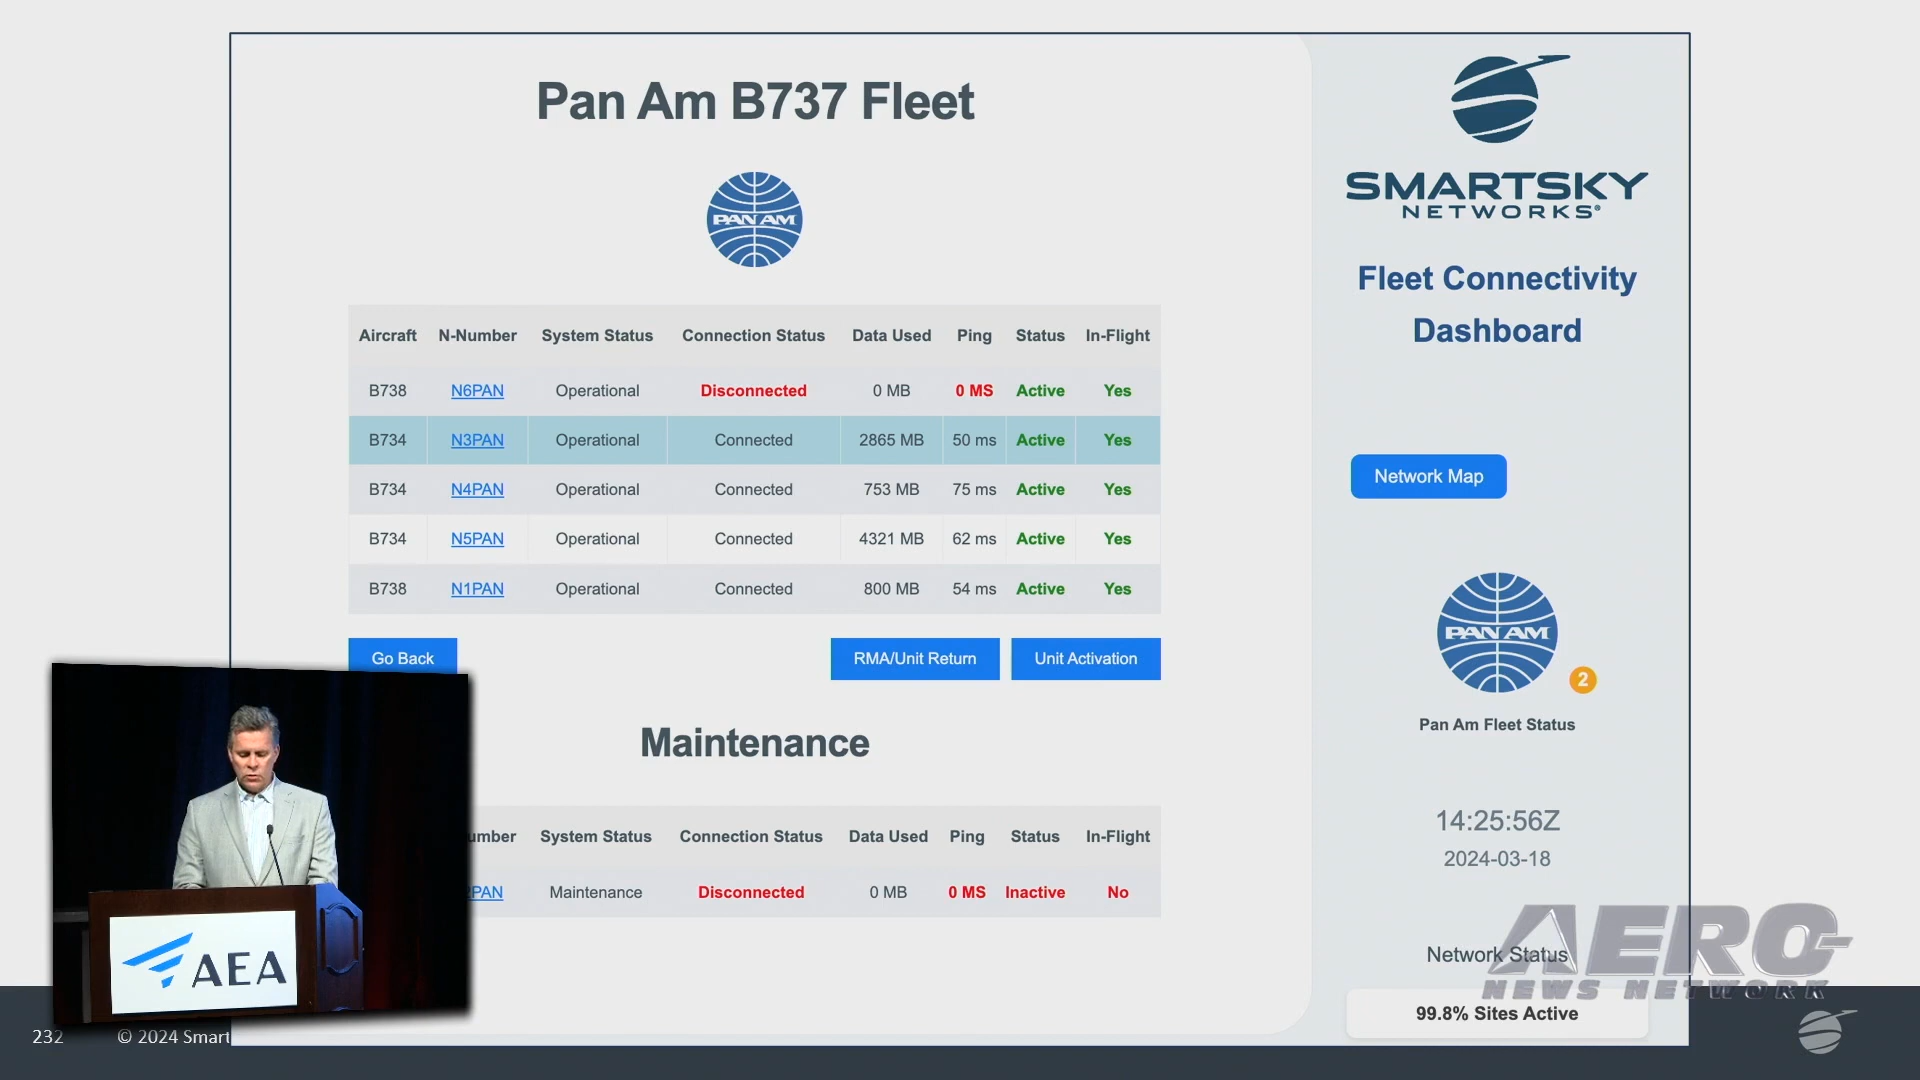 Pan Am B737 Fleet
PAN AM
Aircraft N-Number System Status Connection Status Data Used Ping Status In-Flight
B738 N6PAN Operational Disconnected 0 MB 0 MS Active Yes
B734 N3PAN Operational Connected 2865 MB 50 ms Active Yes
B734 N4PAN Operational Connected 753 MB 75 ms Active Yes
B734 N5PAN Operational Connected 4321 MB 62 ms Active Yes
B738 N1PAN Operational Connected 800 MB 54 ms Active Yes
Go Back RMA/Unit Return Unit Activation
Maintenance
umber System Status Connection Status Data Used Ping Status In-Flight
PAN Maintenance Disconnected 0 MB 0 MS Inactive No
SMARTSKY
NETWORKS®
Fleet Connectivity
Dashboard
Network Map
PAN AM
2
Pan Am Fleet Status
14:25:56Z
2024-03-18
Network Status
99.8% Sites Active
AERO-
NEWS NETWORK
AEA
232 © 2024 Smart